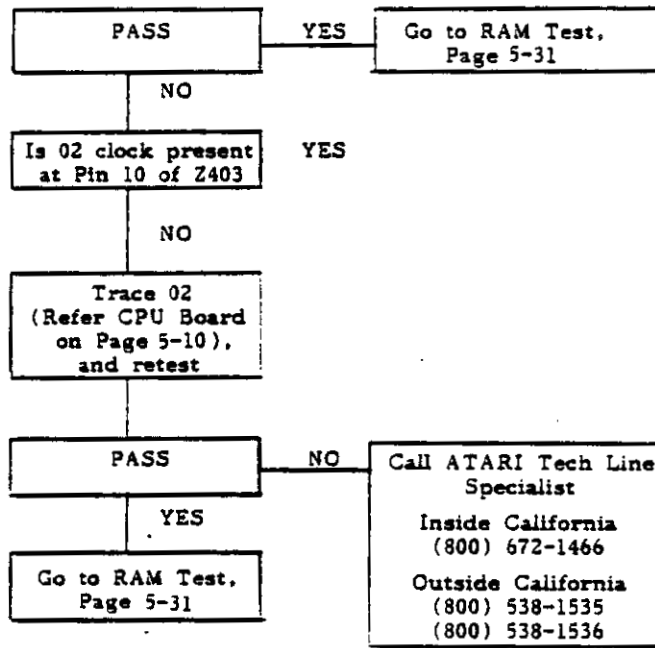 PASS
YES
Go to RAM Test,
Page 5-31
NO
Is 02 clock present
at Pin 10 of Z403
YES
NO
Trace 02
(Refer CPU Board
on Page 5-10),
and retest
PASS
NO
Call ATARI Tech Line
Specialist
Inside California
(800) 672-1466
Outside California
(800) 538-1535
(800) 538-1536
YES
Go to RAM Test,
Page 5-31